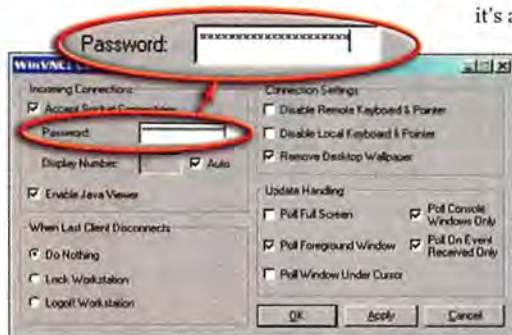 it's a
Password: ********************
WinVNC:
Incoming Connections
Accept Socket Connections
Password:
Display Number: Auto
Enable Java Viewer
When Last Client Disconnects
Do Nothing
Lock Workstation
Logoff Workstation
Connection Settings
Disable Remote Keyboard & Pointer
Disable Local Keyboard & Pointer
Remove Desktop Wallpaper
Update Handling
Poll Full Screen
Poll Console
Windows Only
Poll Foreground Window
Poll On Event
Received Only
Poll Window Under Cursor
OK Apply Cancel